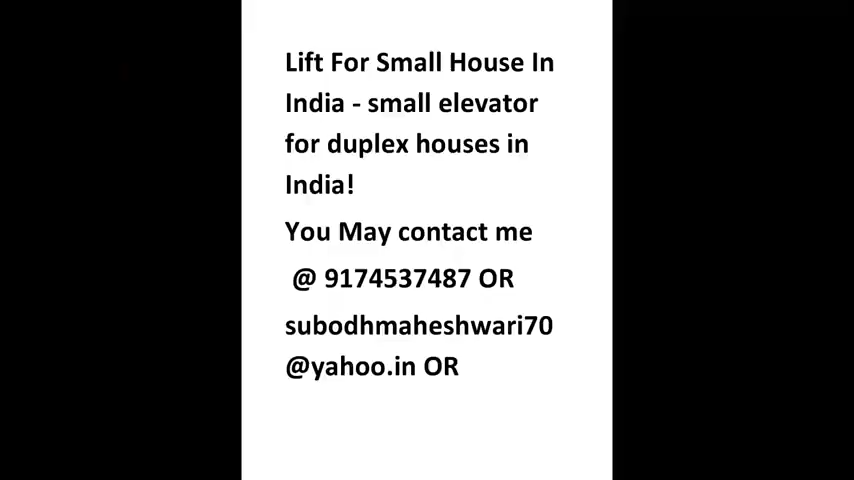 Lift For Small House In
India - small elevator
for duplex houses in
India!
You May contact me
@ 9174537487 OR
subodhmaheshwari70
@yahoo.in OR